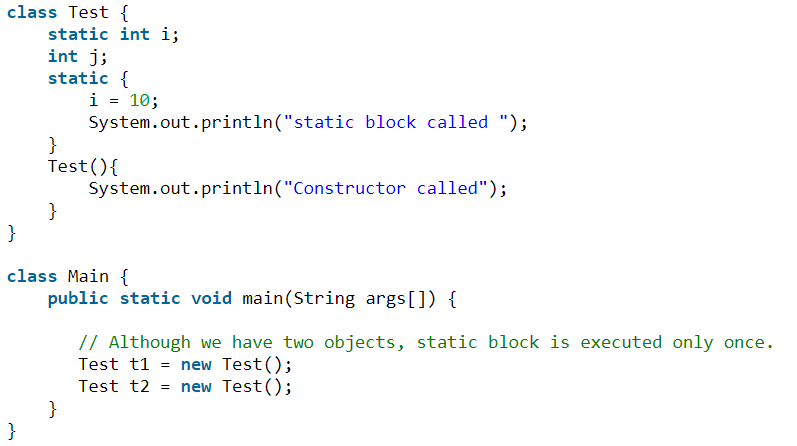 class Test {
    static int i;
    int j;
    static {
        i = 10;
        System.out.println("static block called ");
    }
    Test(){
        System.out.println("Constructor called");
    }
}

class Main {
    public static void main(String args[]) {

       // Although we have two objects, static block is executed only once.
       Test t1 = new Test();
       Test t2 = new Test();
    }
}